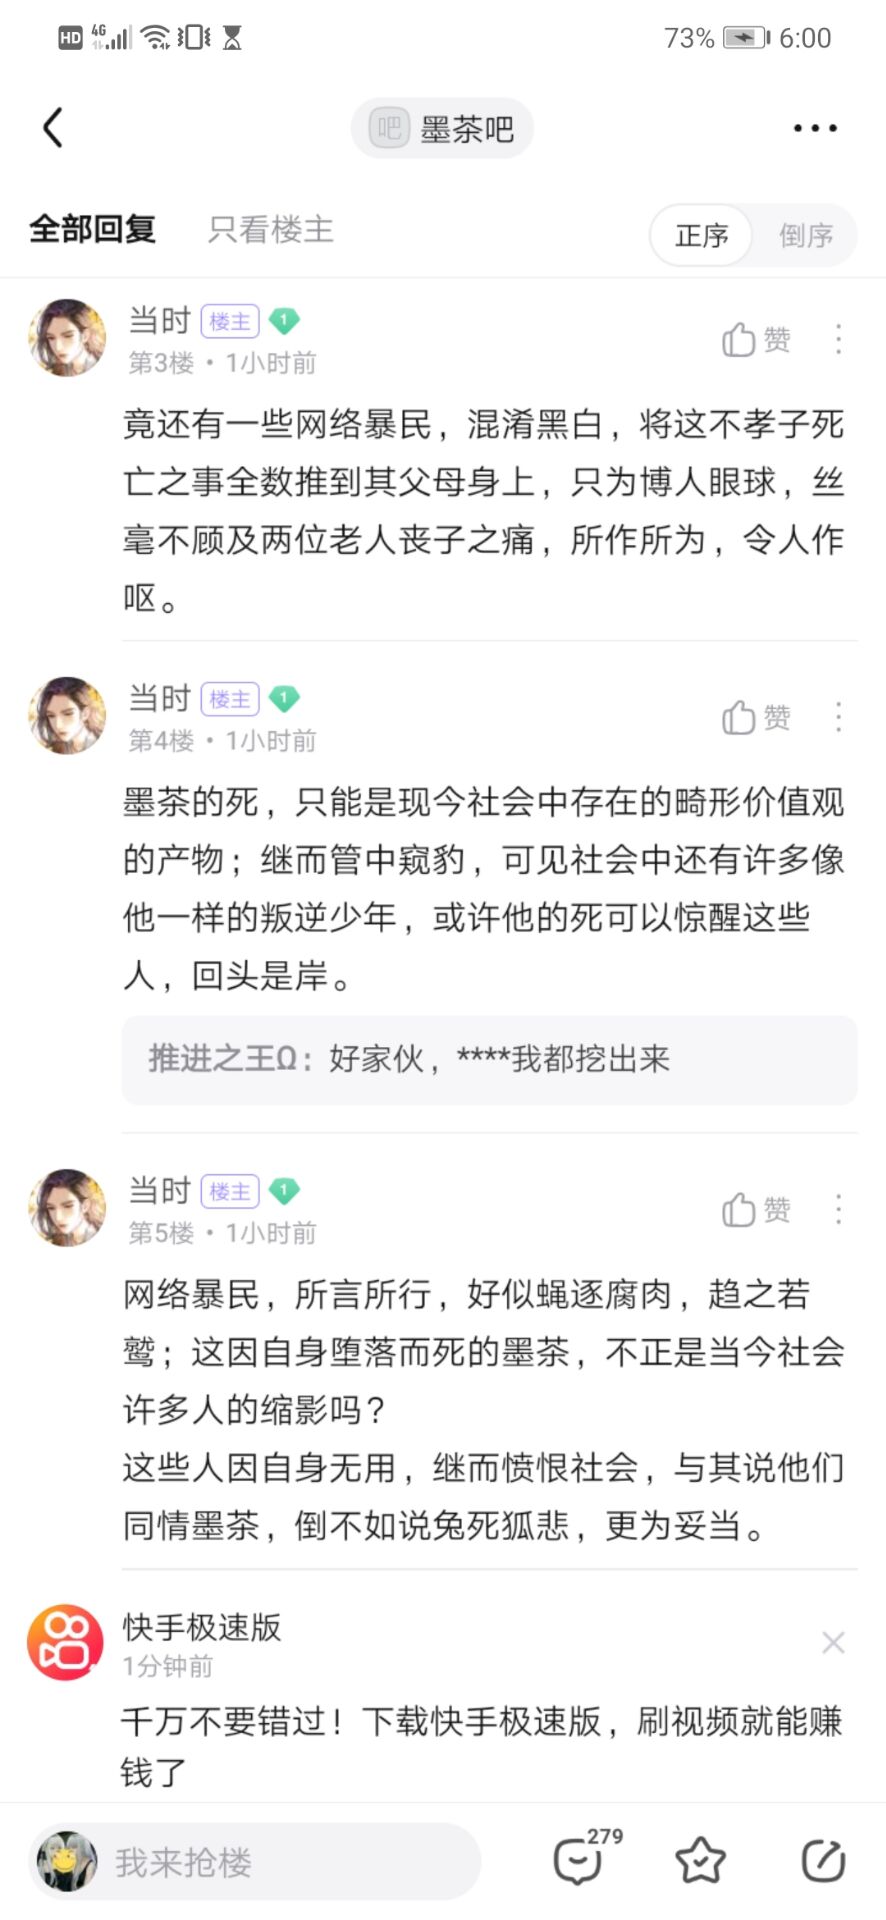 HD 4G 73% 6:00
吧 墨茶吧
全部回复 只看楼主 正序 倒序
当时 楼主 1
第3楼 • 1小时前 赞
竟还有一些网络暴民，混淆黑白，将这不孝子死
亡之事全数推到其父母身上，只为博人眼球，丝
毫不顾及两位老人丧子之痛，所作所为，令人作
呕。
当时 楼主 1
第4楼 • 1小时前 赞
墨茶的死，只能是现今社会中存在的畸形价值观
的产物；继而管中窥豹，可见社会中还有许多像
他一样的叛逆少年，或许他的死可以惊醒这些
人，回头是岸。
推进之王Ω：好家伙，****我都挖出来
当时 楼主 1
第5楼 • 1小时前 赞
网络暴民，所言所行，好似蝇逐腐肉，趋之若
鹫；这因自身堕落而死的墨茶，不正是当今社会
许多人的缩影吗？
这些人因自身无用，继而愤恨社会，与其说他们
同情墨茶，倒不如说兔死狐悲，更为妥当。
快手极速版
1分钟前
千万不要错过！下载快手极速版，刷视频就能赚
钱了
我来抢楼 279